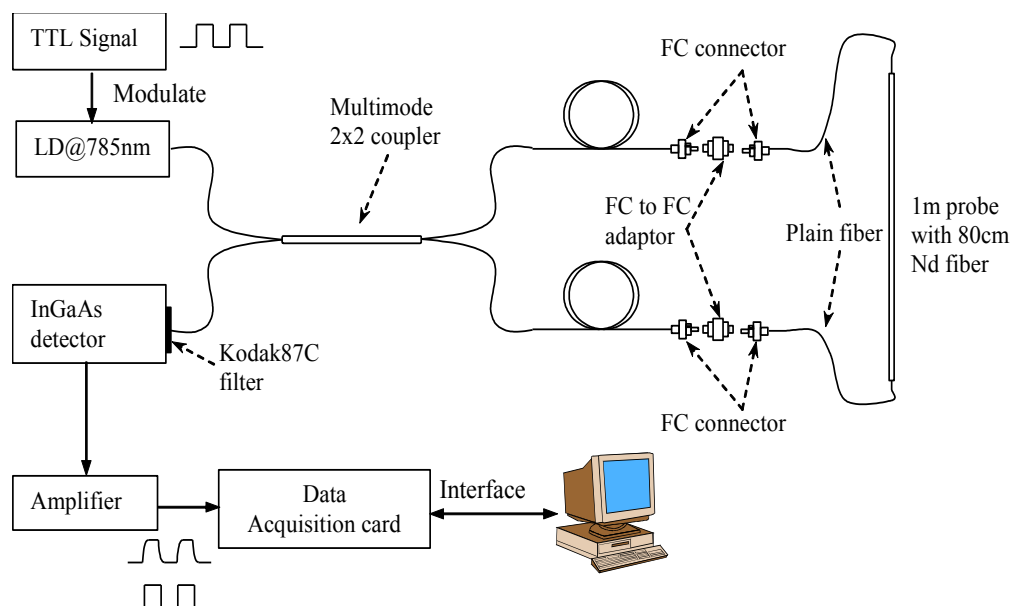 TTL Signal
Modulate
LD@785nm
Multimode
2x2 coupler
FC connector
FC to FC
adaptor
Plain fiber
1m probe
with 80cm
Nd fiber
InGaAs
detector
Kodak87C
filter
FC connector
Amplifier
Data
Acquisition card
Interface